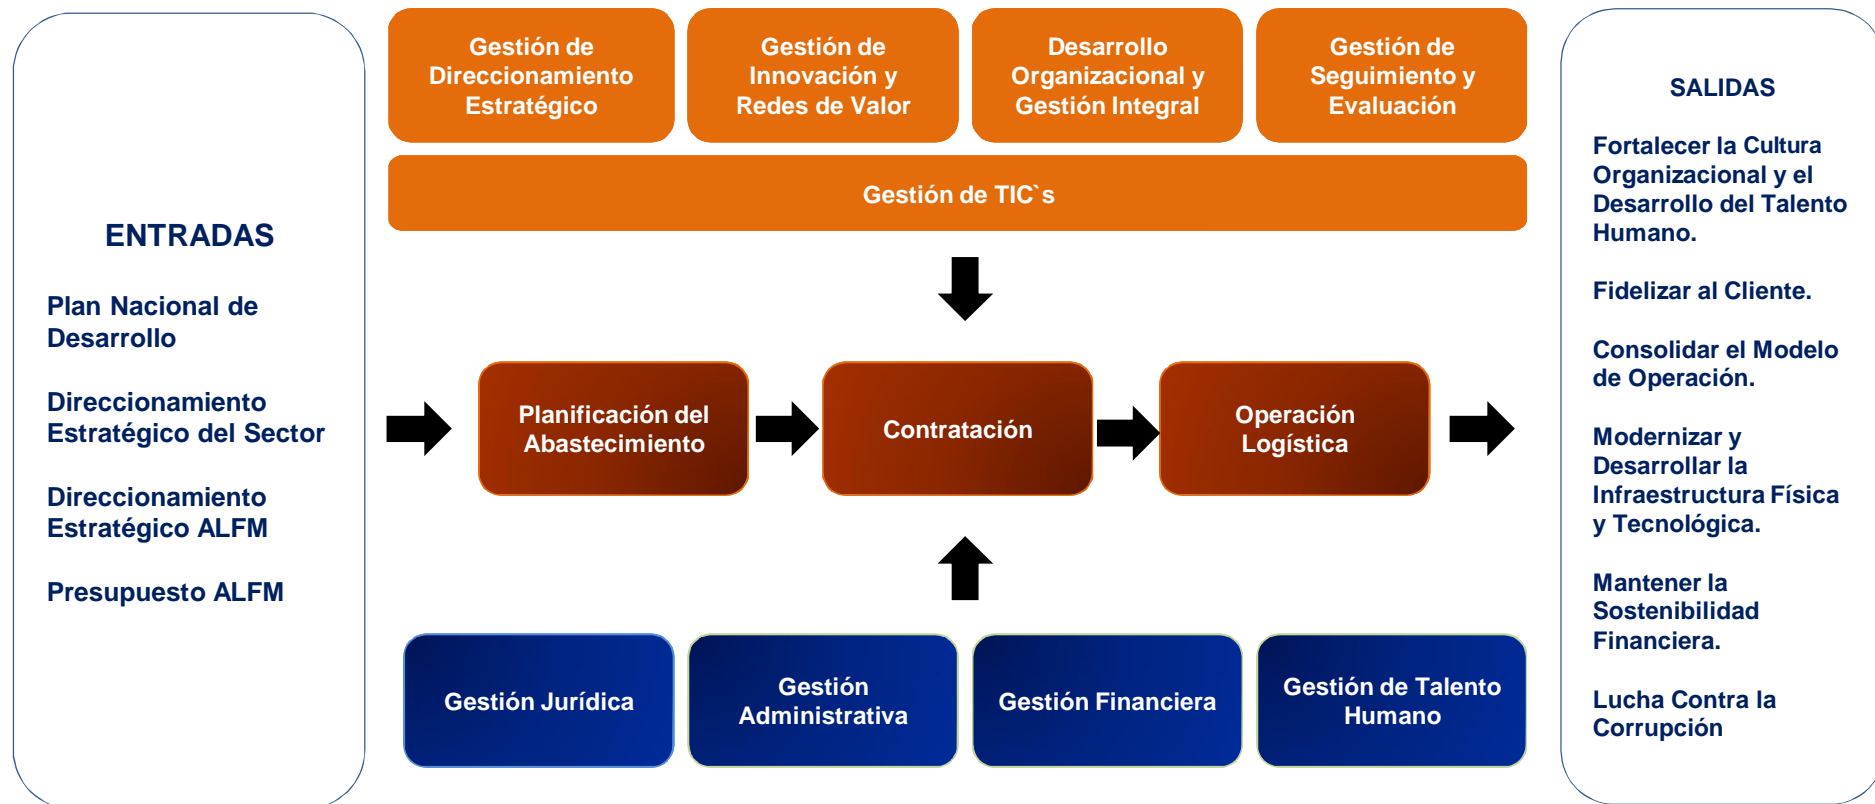 ENTRADAS
Plan Nacional de
Desarrollo
Direccionamiento
Estratégico del Sector
Direccionamiento
Estratégico ALFM
Presupuesto ALFM
Gestión de
Direccionamiento
Estratégico
Gestión de
Innovación y
Redes de Valor
Desarrollo
Organizacional y
Gestión Integral
Gestión de
Seguimiento y
Evaluación
Gestión de TIC`s
Planificación del
Abastecimiento
Contratación
Operación
Logística
Gestión Jurídica
Gestión
Administrativa
Gestión Financiera
Gestión de Talento
Humano
SALIDAS
Fortalecer la Cultura
Organizacional y el
Desarrollo del Talento
Humano.
Fidelizar al Cliente.
Consolidar el Modelo
de Operación.
Modernizar y
Desarrollar la
Infraestructura Física
y Tecnológica.
Mantener la
Sostenibilidad
Financiera.
Lucha Contra la
Corrupción